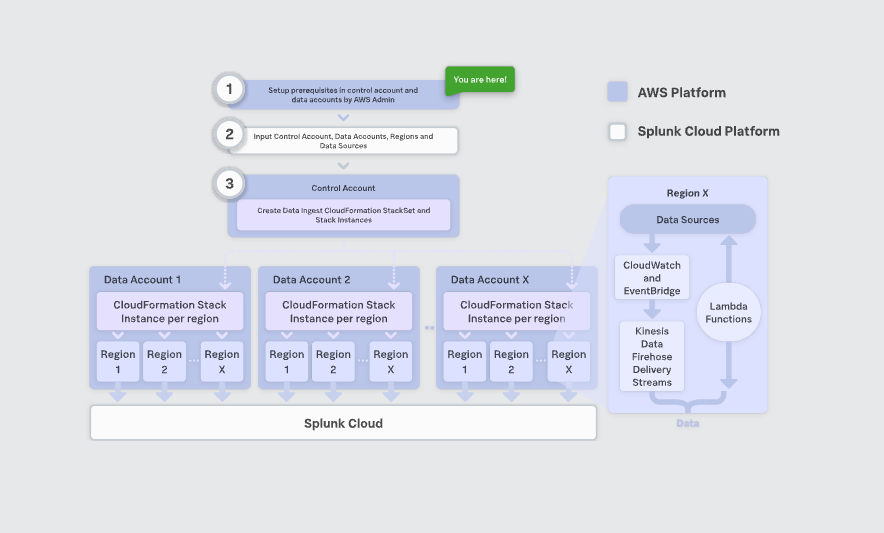 You are here!
1
Setup prerequisites in control account and
data accounts by AWS Admin
2
Input Control Account, Data Accounts, Regions and
Data Sources
3
Control Account
Create Data Ingest CloudFormation StackSet and
Stack Instances
AWS Platform
Splunk Cloud Platform
Data Account 1
CloudFormation Stack
Instance per region
Region
1
Region
2
...
Region
X
Data Account 2
CloudFormation Stack
Instance per region
Region
1
Region
2
...
Region
X
Data Account X
CloudFormation Stack
Instance per region
Region
1
Region
2
...
Region
X
Splunk Cloud
Region X
Data Sources
CloudWatch
and
EventBridge
Lambda
Functions
Kinesis
Data
Firehose
Delivery
Streams
Data